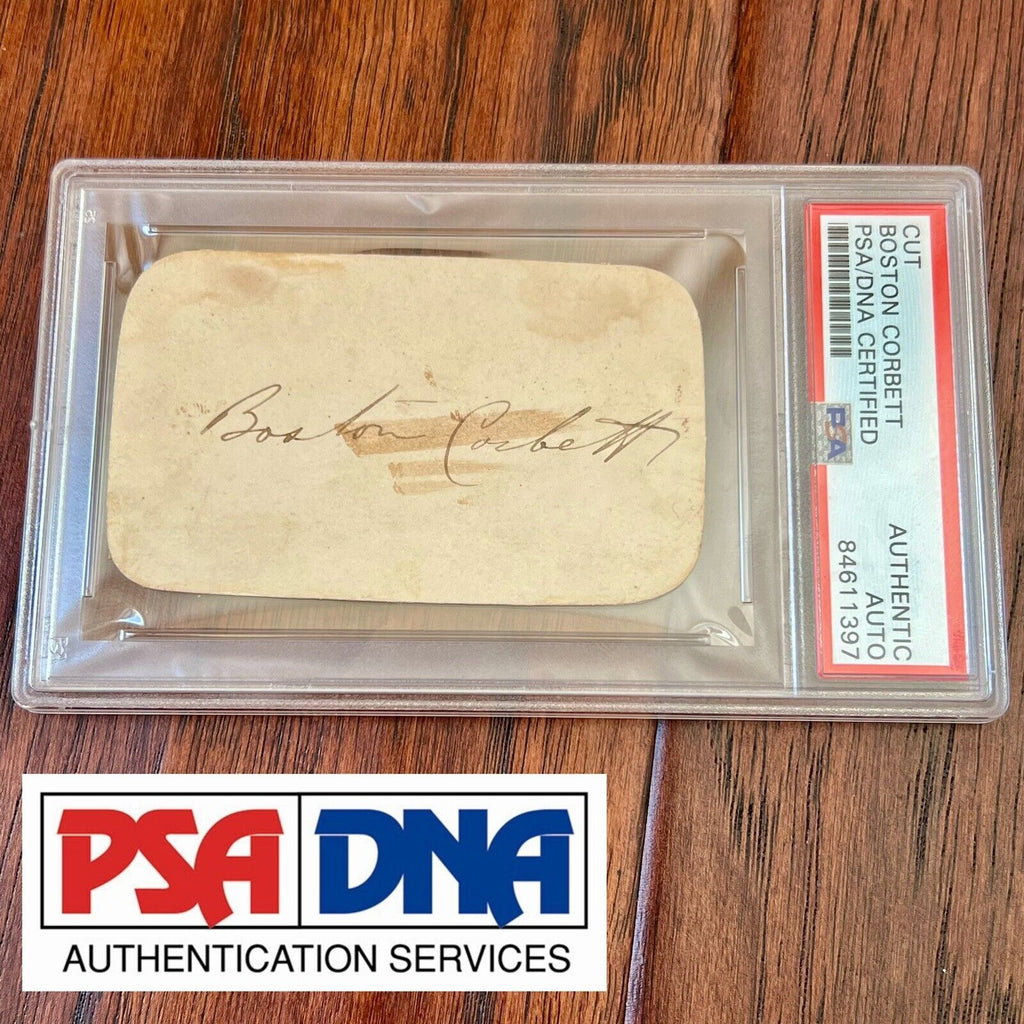 Boston Corbett
CUT
BOSTON CORBETT
PSA/DNA CERTIFIED
PSA
AUTHENTIC
AUTO
84611397
PSA DNA
AUTHENTICATION SERVICES